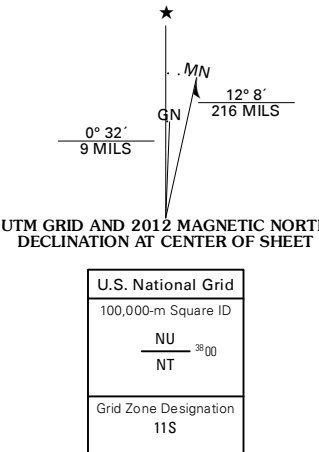 ★
MN
12° 8´
216 MILS
GN
0° 32´
9 MILS
UTM GRID AND 2012 MAGNETIC NORTH
DECLINATION AT CENTER OF SHEET
U.S. National Grid
100,000-m Square ID
NU
3800
NT
Grid Zone Designation
11S